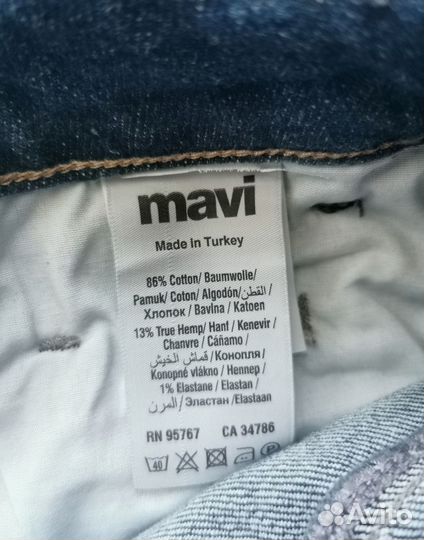 mavi
Made in Turkey
86% Cotton/ Baumwolle/
Pamuk/ Coton/ Algodón/القطن/
Хлопок / Bavlna / Katoen
13% True Hemp/ Hanf / Kenevir /
Chanvre / Cáñamo /
قماش الخيش /Конопля/
Konopné vlákno / Hennep /
1% Elastane / Elastan /
المرن /Эластан /Elastaan
RN 95767 CA 34786
40 P
Avito